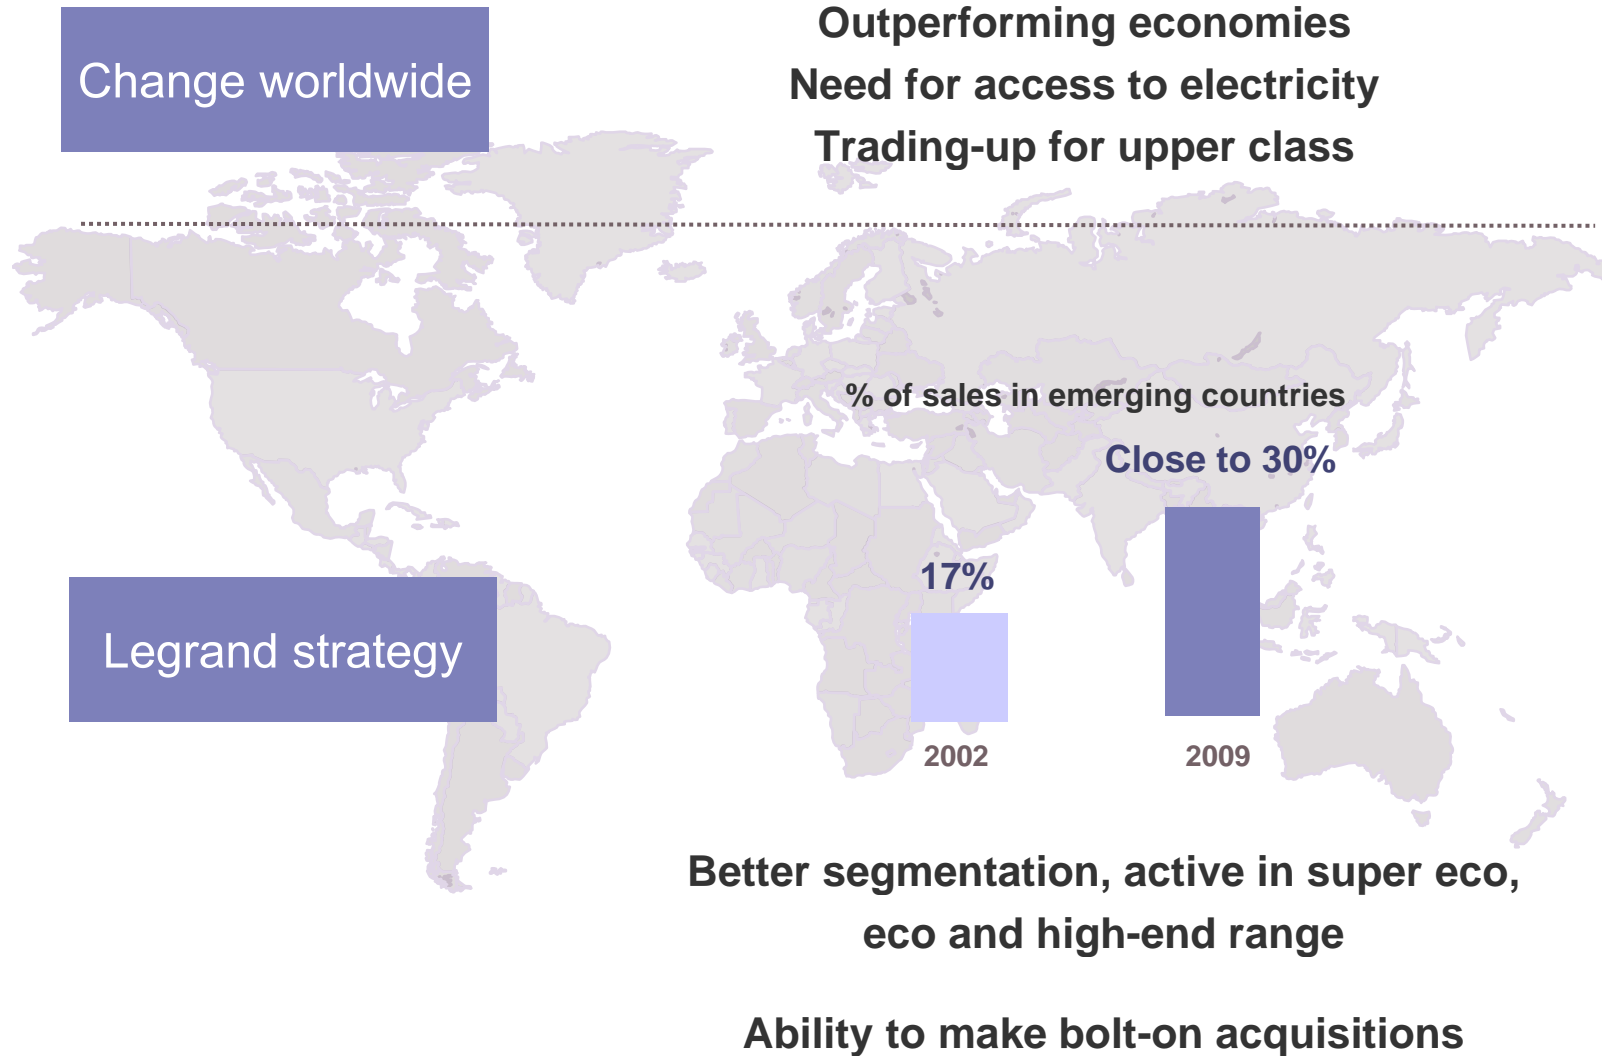 Change worldwide
Outperforming economies
Need for access to electricity
Trading-up for upper class
% of sales in emerging countries
Close to 30%
17%
Legrand strategy
2002
2009
Better segmentation, active in super eco,
eco and high-end range
Ability to make bolt-on acquisitions